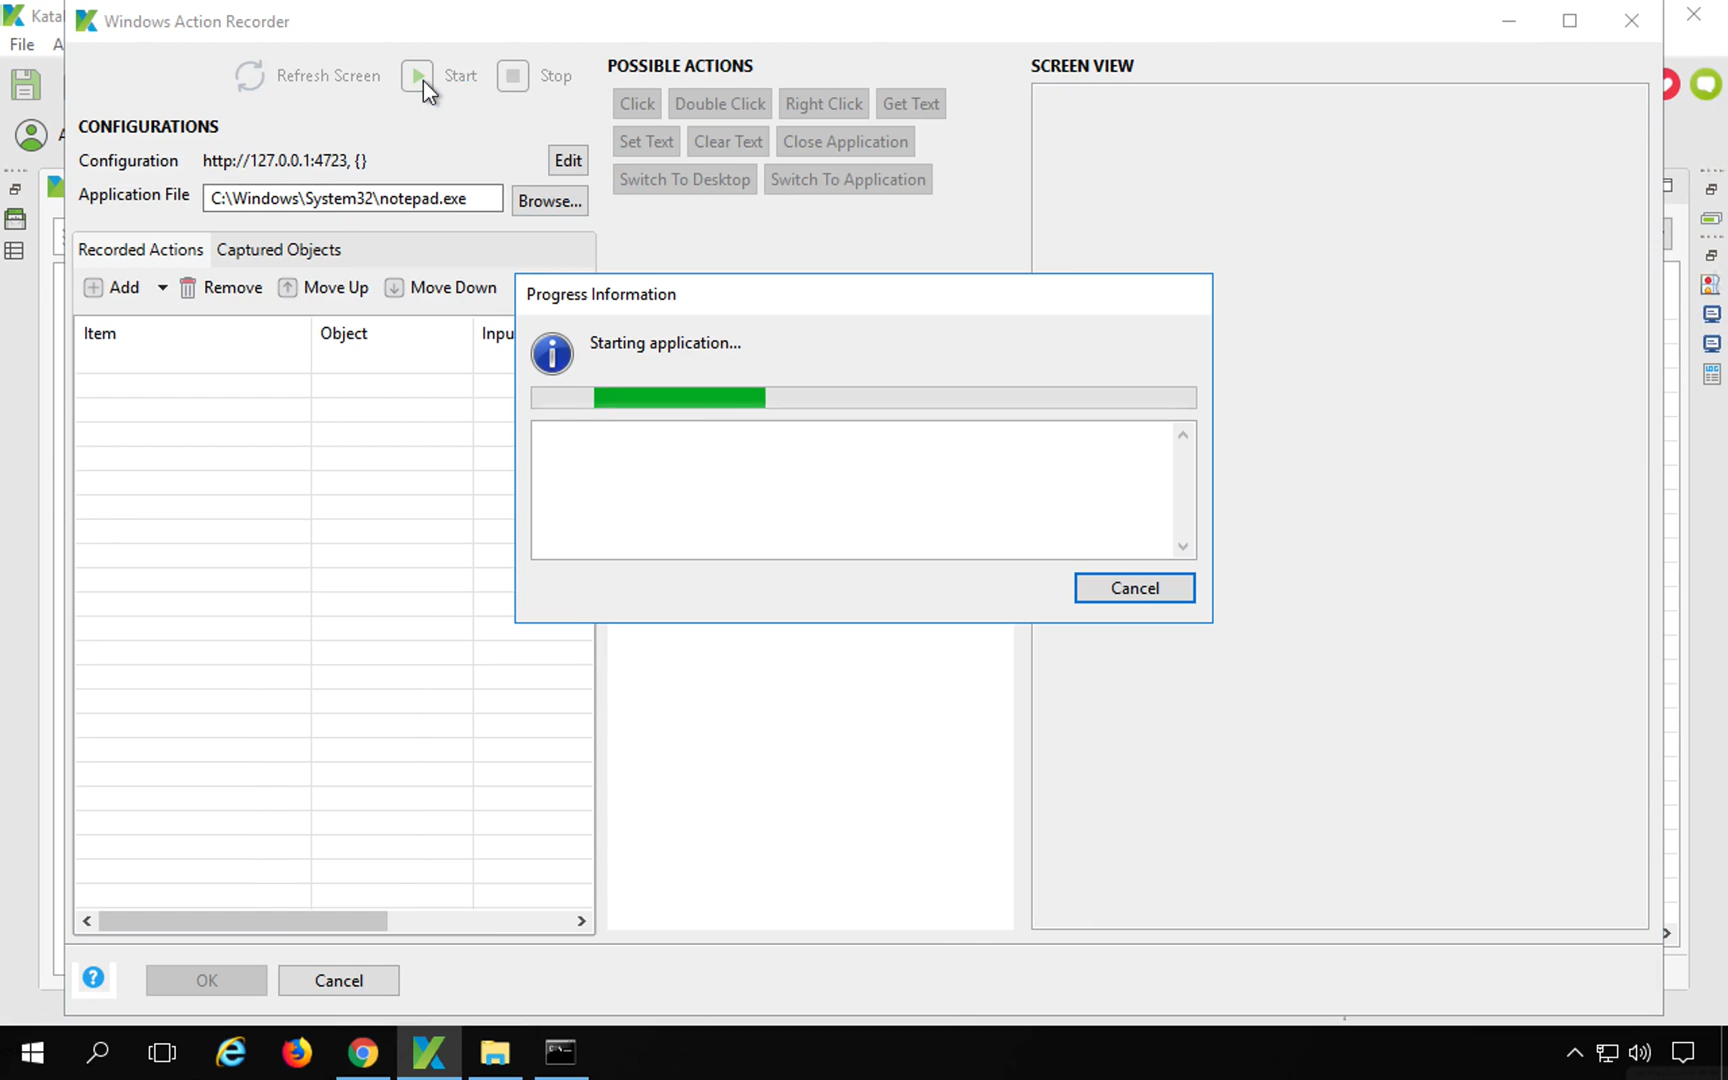 Katal
Windows Action Recorder
File
A
Refresh Screen
Start
Stop
POSSIBLE ACTIONS
SCREEN VIEW
Click
Double Click
Right Click
Get Text
CONFIGURATIONS
Set Text
Clear Text
Close Application
Configuration
http://127.0.0.1:4723, {}
Edit
Switch To Desktop
Switch To Application
Application File
C:\Windows\System32\notepad.exe
Browse...
Recorded Actions
Captured Objects
Add
Remove
Move Up
Move Down
Progress Information
Item
Object
Inpu
Starting application...
Cancel
OK
Cancel